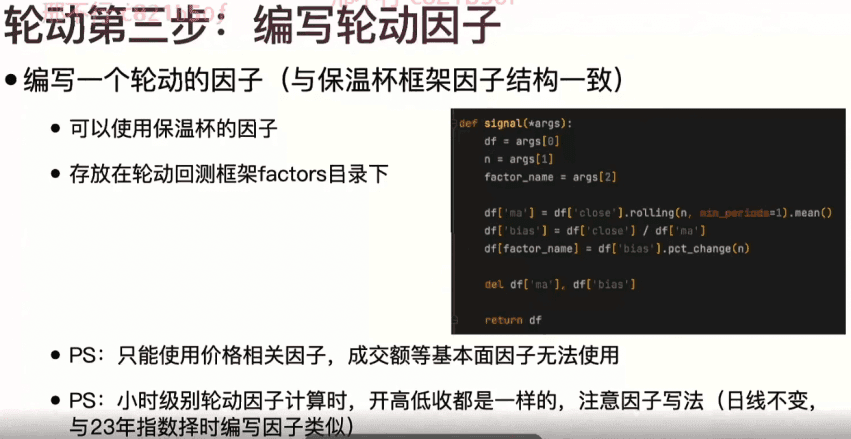 轮动第三步：编写轮动因子
●编写一个轮动的因子（与保温杯框架因子结构一致）
● 可以使用保温杯的因子
● 存放在轮动回测框架factors目录下
def signal(*args):
df = args[0]
n = args[1]
factor_name = args[2]
df['ma'] = df['close'].rolling(n, min_periods=1).mean()
df['bias'] = df['close'] / df['ma']
df[factor_name] = df['bias'].pct_change(n)
del df['ma'], df['bias']
return df
● PS：只能使用价格相关因子，成交额等基本面因子无法使用
● PS：小时级别轮动因子计算时，开高低收都是一样的，注意因子写法（日线不变，
与23年指数择时编写因子类似）